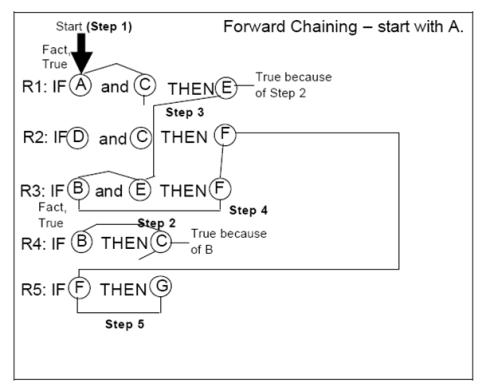 Start (Step 1)
Forward Chaining – start with A.
Fact,
True
R1: IF A and C THEN E
True because
of Step 2
Step 3
R2: IF D and C THEN F
R3: IF B and E THEN F
Fact,
True
Step 4
Step 2
R4: IF B THEN C
True because
of B
R5: IF F THEN G
Step 5